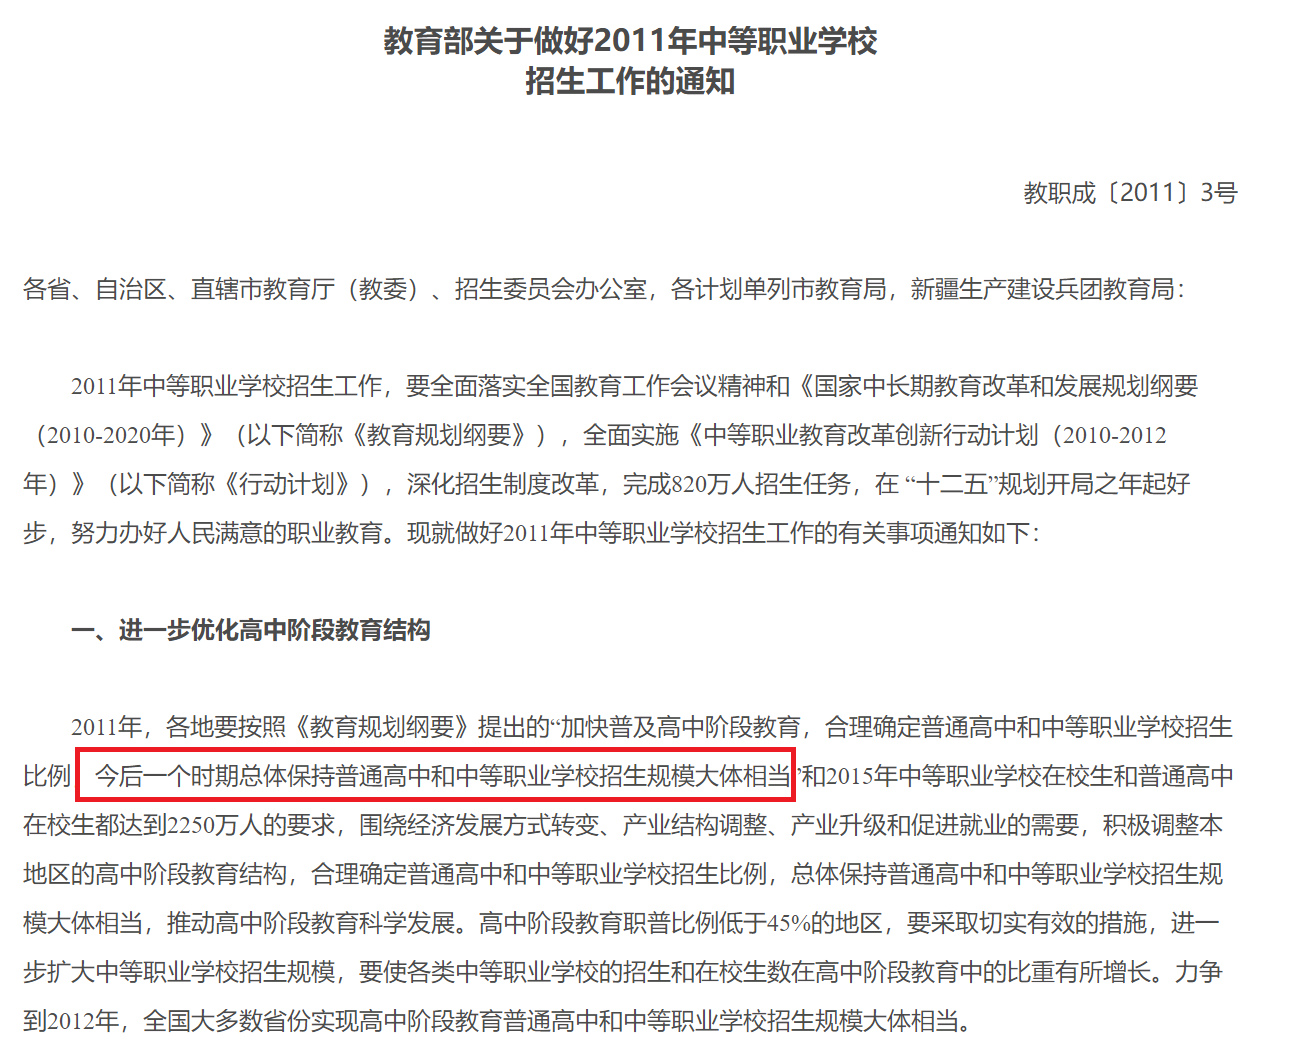 教育部关于做好2011年中等职业学校
招生工作的通知
教职成〔2011〕3号
各省、自治区、直辖市教育厅（教委）、招生委员会办公室，各计划单列市教育局，新疆生产建设兵团教育局：
2011年中等职业学校招生工作，要全面落实全国教育工作会议精神和《国家中长期教育改革和发展规划纲要
（2010-2020年）》（以下简称《教育规划纲要》），全面实施《中等职业教育改革创新行动计划（2010-2012
年）》（以下简称《行动计划》），深化招生制度改革，完成820万人招生任务，在 “十二五”规划开局之年起好
步，努力办好人民满意的职业教育。现就做好2011年中等职业学校招生工作的有关事项通知如下：
一、进一步优化高中阶段教育结构
2011年，各地要按照《教育规划纲要》提出的“加快普及高中阶段教育，合理确定普通高中和中等职业学校招生
比例 今后一个时期总体保持普通高中和中等职业学校招生规模大体相当”和2015年中等职业学校在校生和普通高中
在校生都达到2250万人的要求，围绕经济发展方式转变、产业结构调整、产业升级和促进就业的需要，积极调整本
地区的高中阶段教育结构，合理确定普通高中和中等职业学校招生比例，总体保持普通高中和中等职业学校招生规
模大体相当，推动高中阶段教育科学发展。高中阶段教育职普比例低于45%的地区，要采取切实有效的措施，进一
步扩大中等职业学校招生规模，要使各类中等职业学校的招生和在校生数在高中阶段教育中的比重有所增长。力争
到2012年，全国大多数省份实现高中阶段教育普通高中和中等职业学校招生规模大体相当。